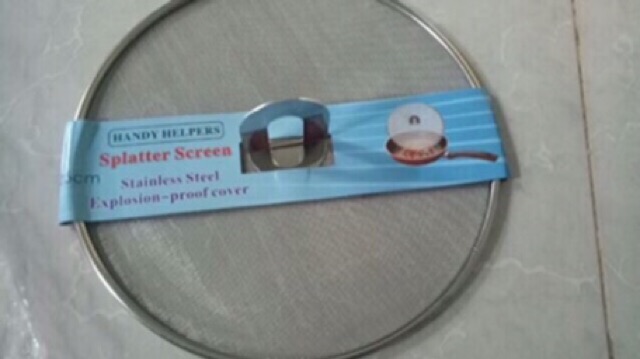 HANDY HELPERS
Splatter Screen
Stainless Steel
Explosion-proof cover